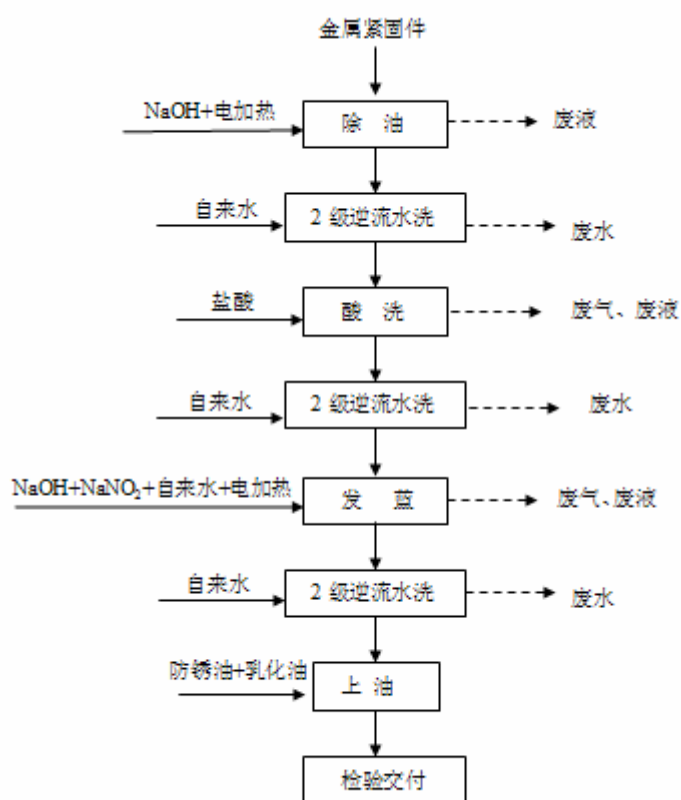 金属紧固件
NaOH+电加热
除 油
废液
自来水
2 级逆流水洗
废水
盐酸
酸 洗
废气、废液
自来水
2 级逆流水洗
废水
NaOH+NaNO₂+自来水+电加热
发 蓝
废气、废液
自来水
2 级逆流水洗
废水
防锈油+乳化油
上 油
检验交付